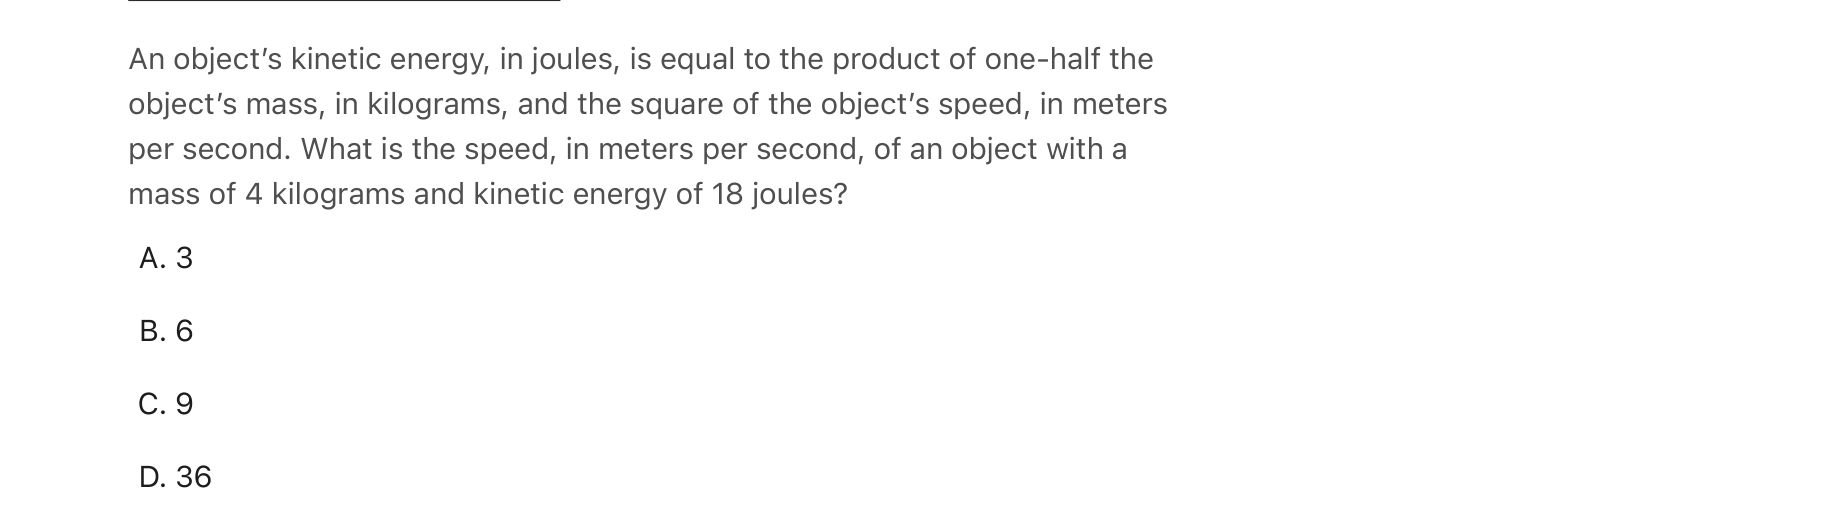 An object’s kinetic energy, in joules, is equal to the product of one-half the
object’s mass, in kilograms, and the square of the object’s speed, in meters
per second. What is the speed, in meters per second, of an object with a
mass of 4 kilograms and kinetic energy of 18 joules?
A. 3
B. 6
C. 9
D. 36